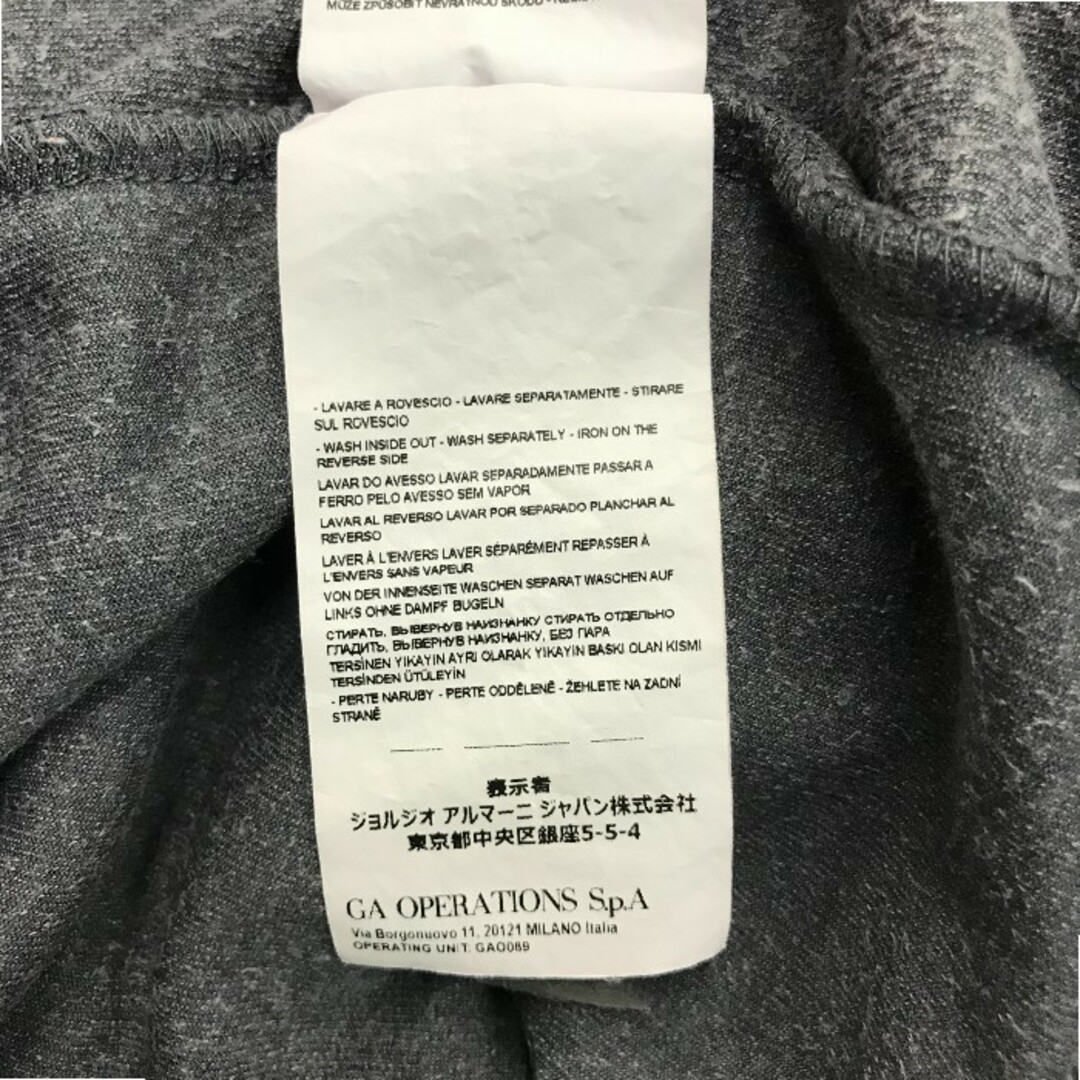 MŮŽE ZPŮSOBIT NEVRATNOU ŠKODU
- LAVARE A ROVESCIO - LAVARE SEPARATAMENTE - STIRARE
SUL ROVESCIO
- WASH INSIDE OUT - WASH SEPARATELY - IRON ON THE
REVERSE SIDE
LAVAR DO AVESSO LAVAR SEPARADAMENTE PASSAR A
FERRO PELO AVESSO SEM VAPOR
LAVAR AL REVERSO LAVAR POR SEPARADO PLANCHAR AL
REVERSO
LAVER À L'ENVERS LAVER SÉPARÉMENT REPASSER À
L'ENVERS SANS VAPEUR
VON DER INNENSEITE WASCHEN SEPARAT WASCHEN AUF
LINKS OHNE DAMPF BUGELN
СТИРАТЬ, ВЫВЕРНУВ НАИЗНАНКУ СТИРАТЬ ОТДЕЛЬНО
ГЛАДИТЬ, ВЫВЕРНУВ НАИЗНАНКУ, БЕЗ ПАРА
TERSİNEN YIKAYIN AYRI OLARAK YIKAYIN BASKI OLAN KISMI
TERSİNDEN ÜTÜLEYİN
- PERTE NARUBY - PERTE ODDĚLENĚ - ŽEHLETE NA ZADNÍ
STRANĚ
表示者
ジョルジオ アルマーニ ジャパン株式会社
東京都中央区銀座5-5-4
GA OPERATIONS S.p.A
Via Borgonuovo 11, 20121 MILANO Italia
OPERATING UNIT: GAO089